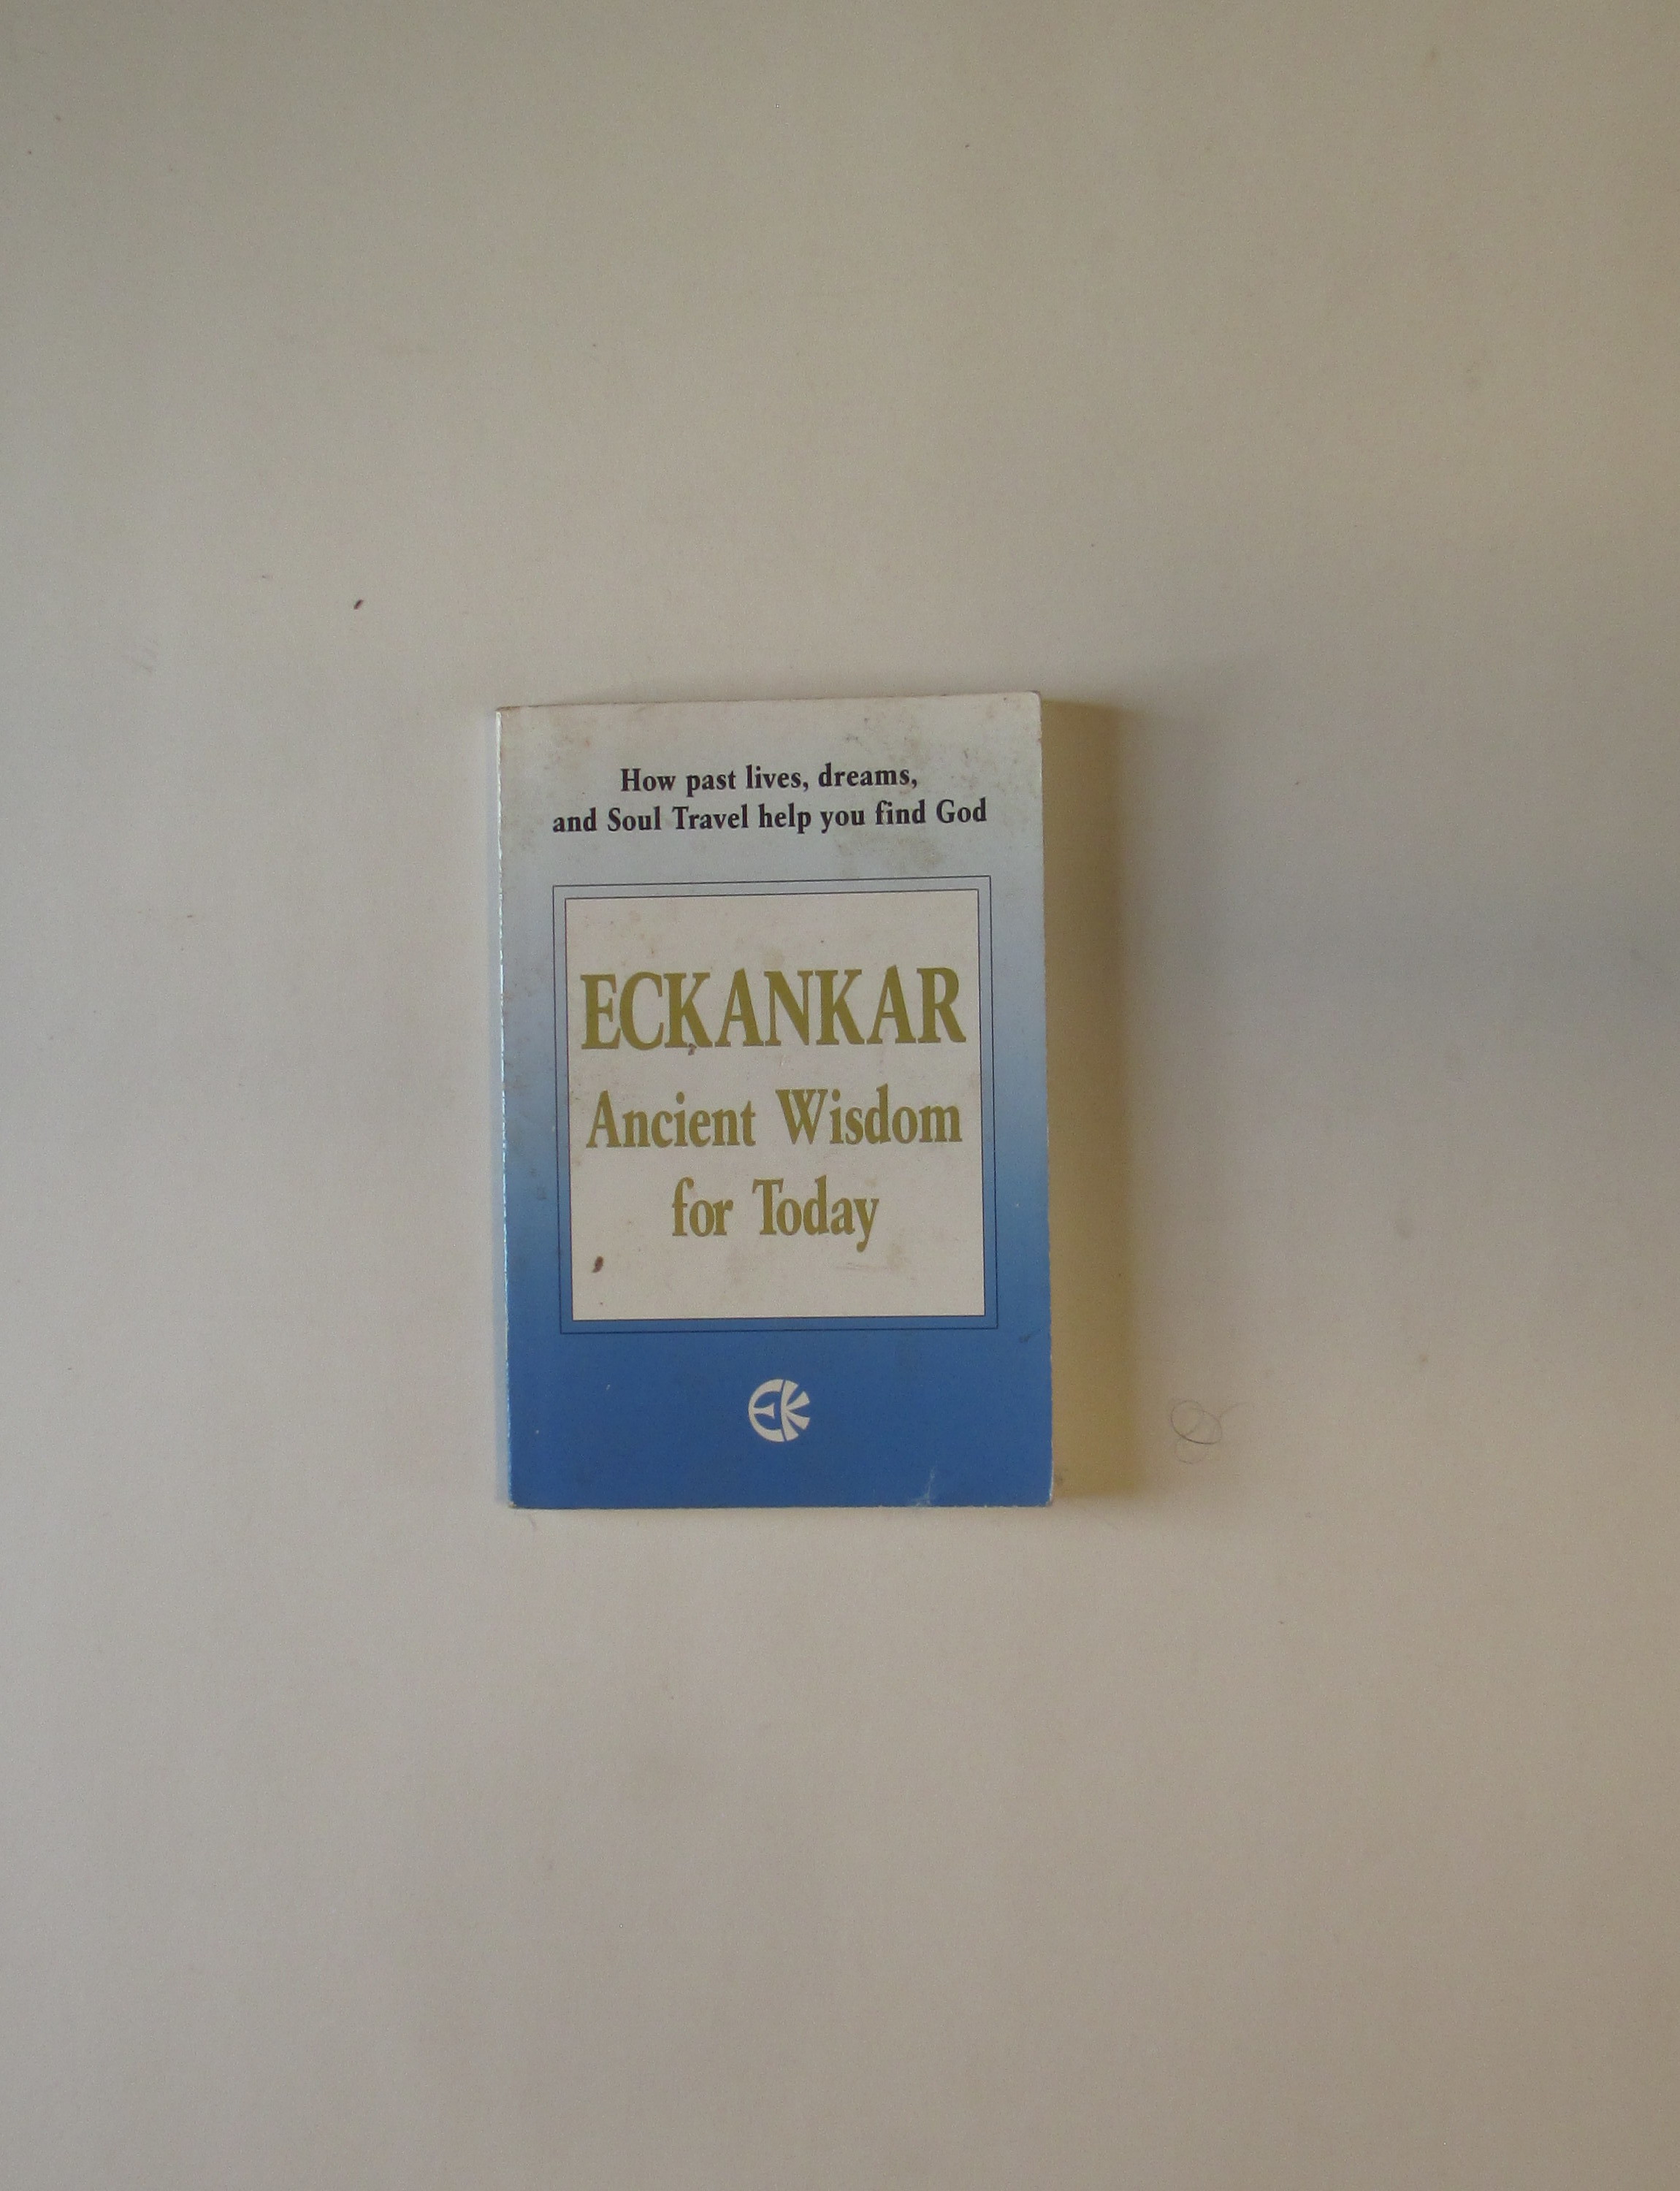 How past lives, dreams,
and Soul Travel help you find God
ECKANKAR
Ancient Wisdom
for Today
EK